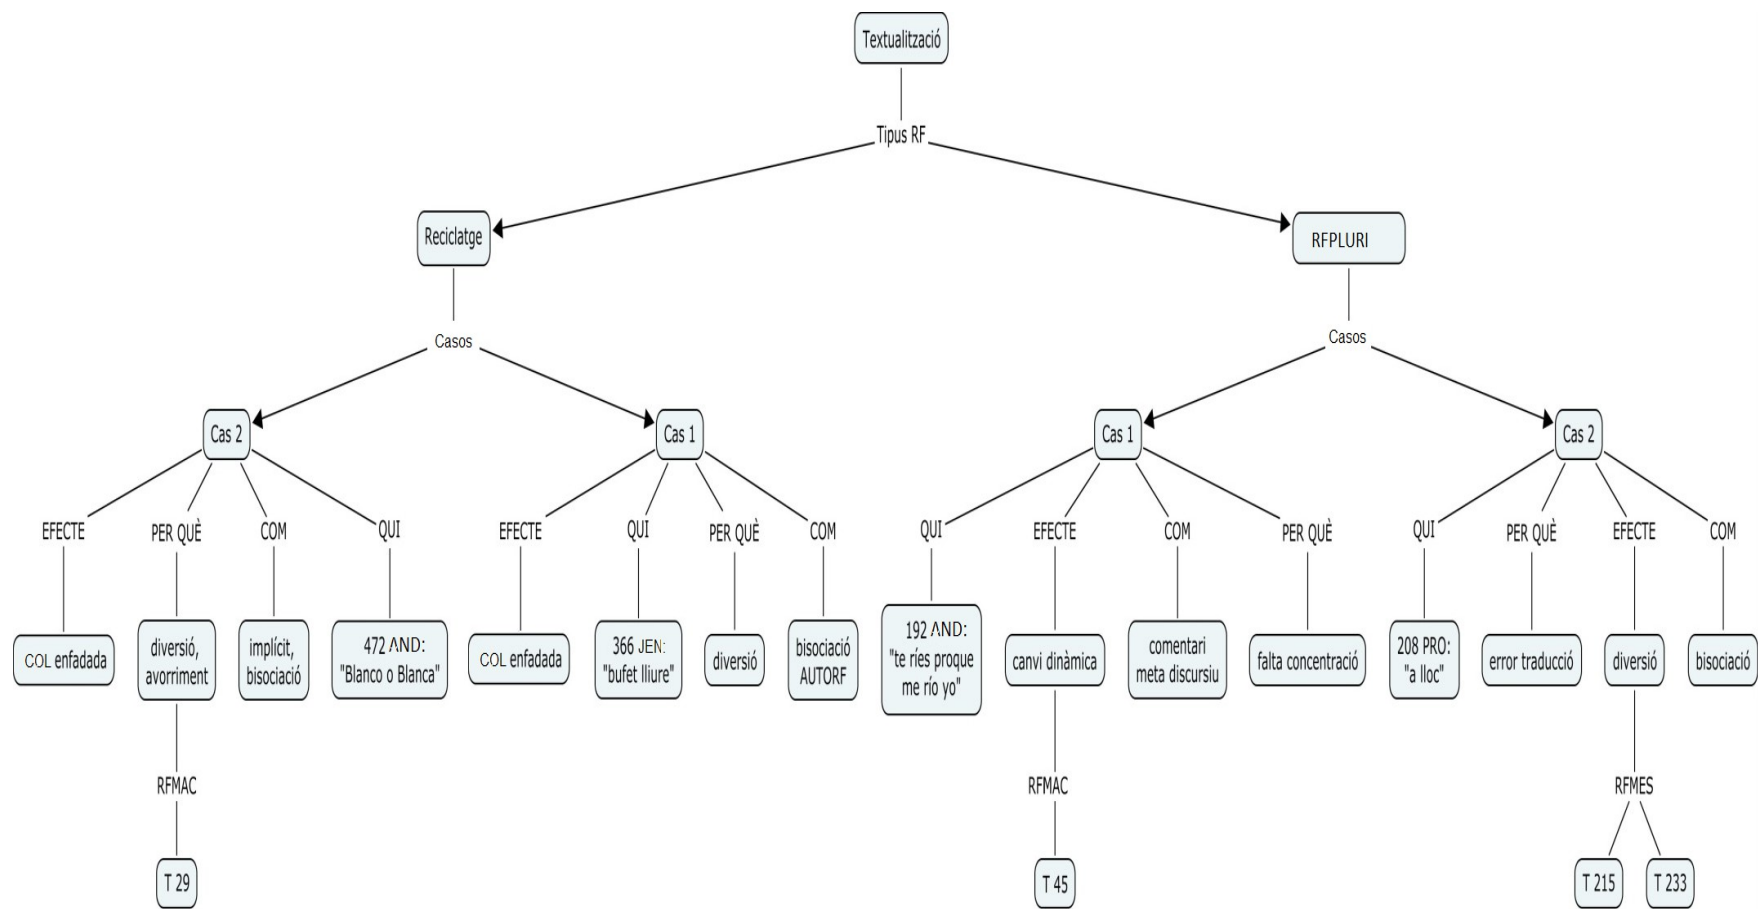 Textualització
Tipus RF
Reciclatge
RFPLURI
Casos
Casos
Cas 2
Cas 1
Cas 1
Cas 2
EFECTE
PER QUÈ
COM
QUI
EFECTE
QUI
PER QUÈ
COM
QUI
EFECTE
COM
PER QUÈ
QUI
PER QUÈ
EFECTE
COM
COL enfadada
diversió,
avorriment
implícit,
bisociació
472 AND:
"Blanco o Blanca"
COL enfadada
366 JEN:
"bufet lliure"
diversió
bisociació
AUTORF
192 AND:
"te ríes proque
me río yo"
canvi dinàmica
comentari
meta discursiu
falta concentració
208 PRO:
"a lloc"
error traducció
diversió
bisociació
RFMAC
RFMAC
RFMES
T 29
T 45
T 215
T 233